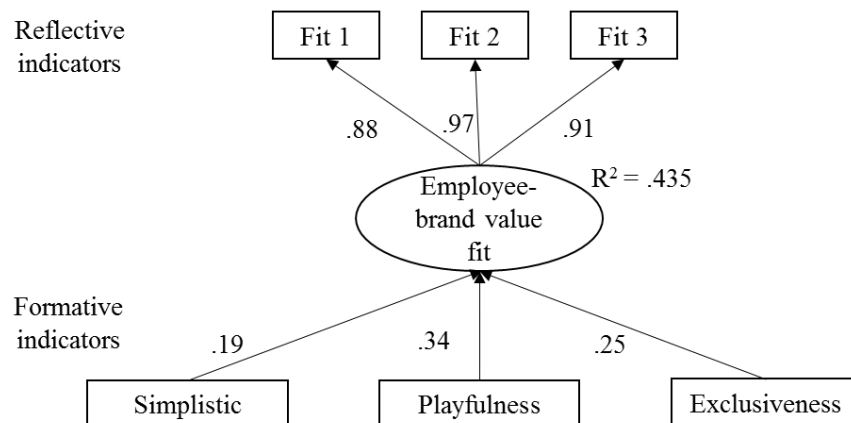 Reflective
indicators
Fit 1
Fit 2
Fit 3
.88
.97
.91
Employee-
brand value
fit
R² = .435
Formative
indicators
.19
.34
.25
Simplistic
Playfulness
Exclusiveness